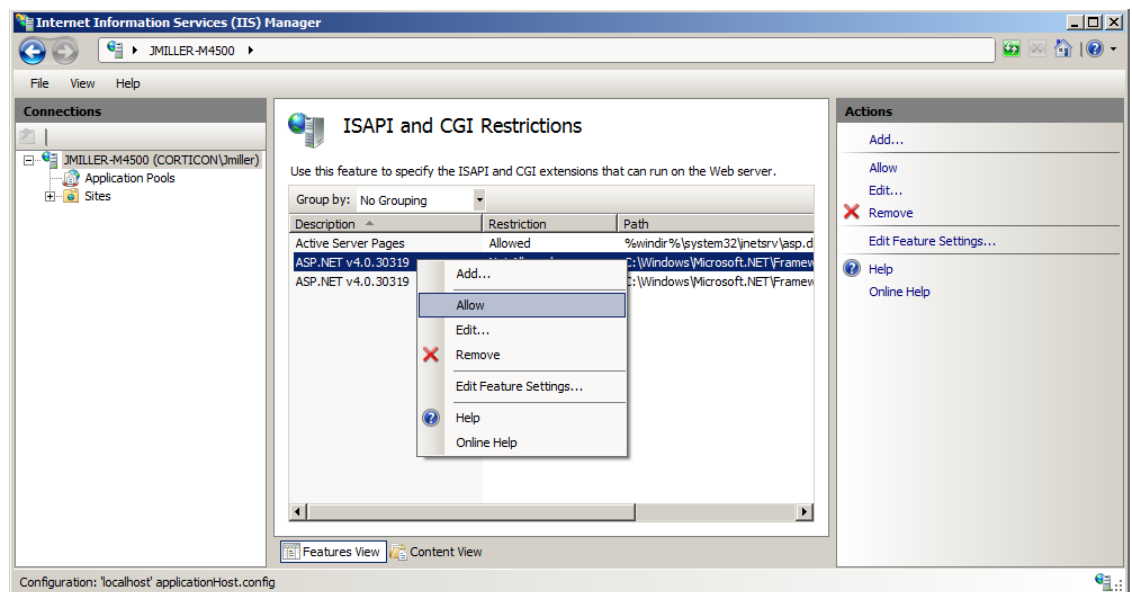 Internet Information Services (IIS) Manager
JMILLER-M4500
File View Help
Connections
JMILLER-M4500 (CORTICON\Jmiller)
Application Pools
Sites
ISAPI and CGI Restrictions
Use this feature to specify the ISAPI and CGI extensions that can run on the Web server.
Group by: No Grouping
Description Restriction Path
Active Server Pages Allowed %windir%\system32\inetsrv\asp.d
ASP.NET v4.0.30319 C:\Windows\Microsoft.NET\Framew
ASP.NET v4.0.30319 C:\Windows\Microsoft.NET\Framew
Add...
Allow
Edit...
Remove
Edit Feature Settings...
Help
Online Help
Features View Content View
Actions
Add...
Allow
Edit...
Remove
Edit Feature Settings...
Help
Online Help
Configuration: 'localhost' applicationHost.config